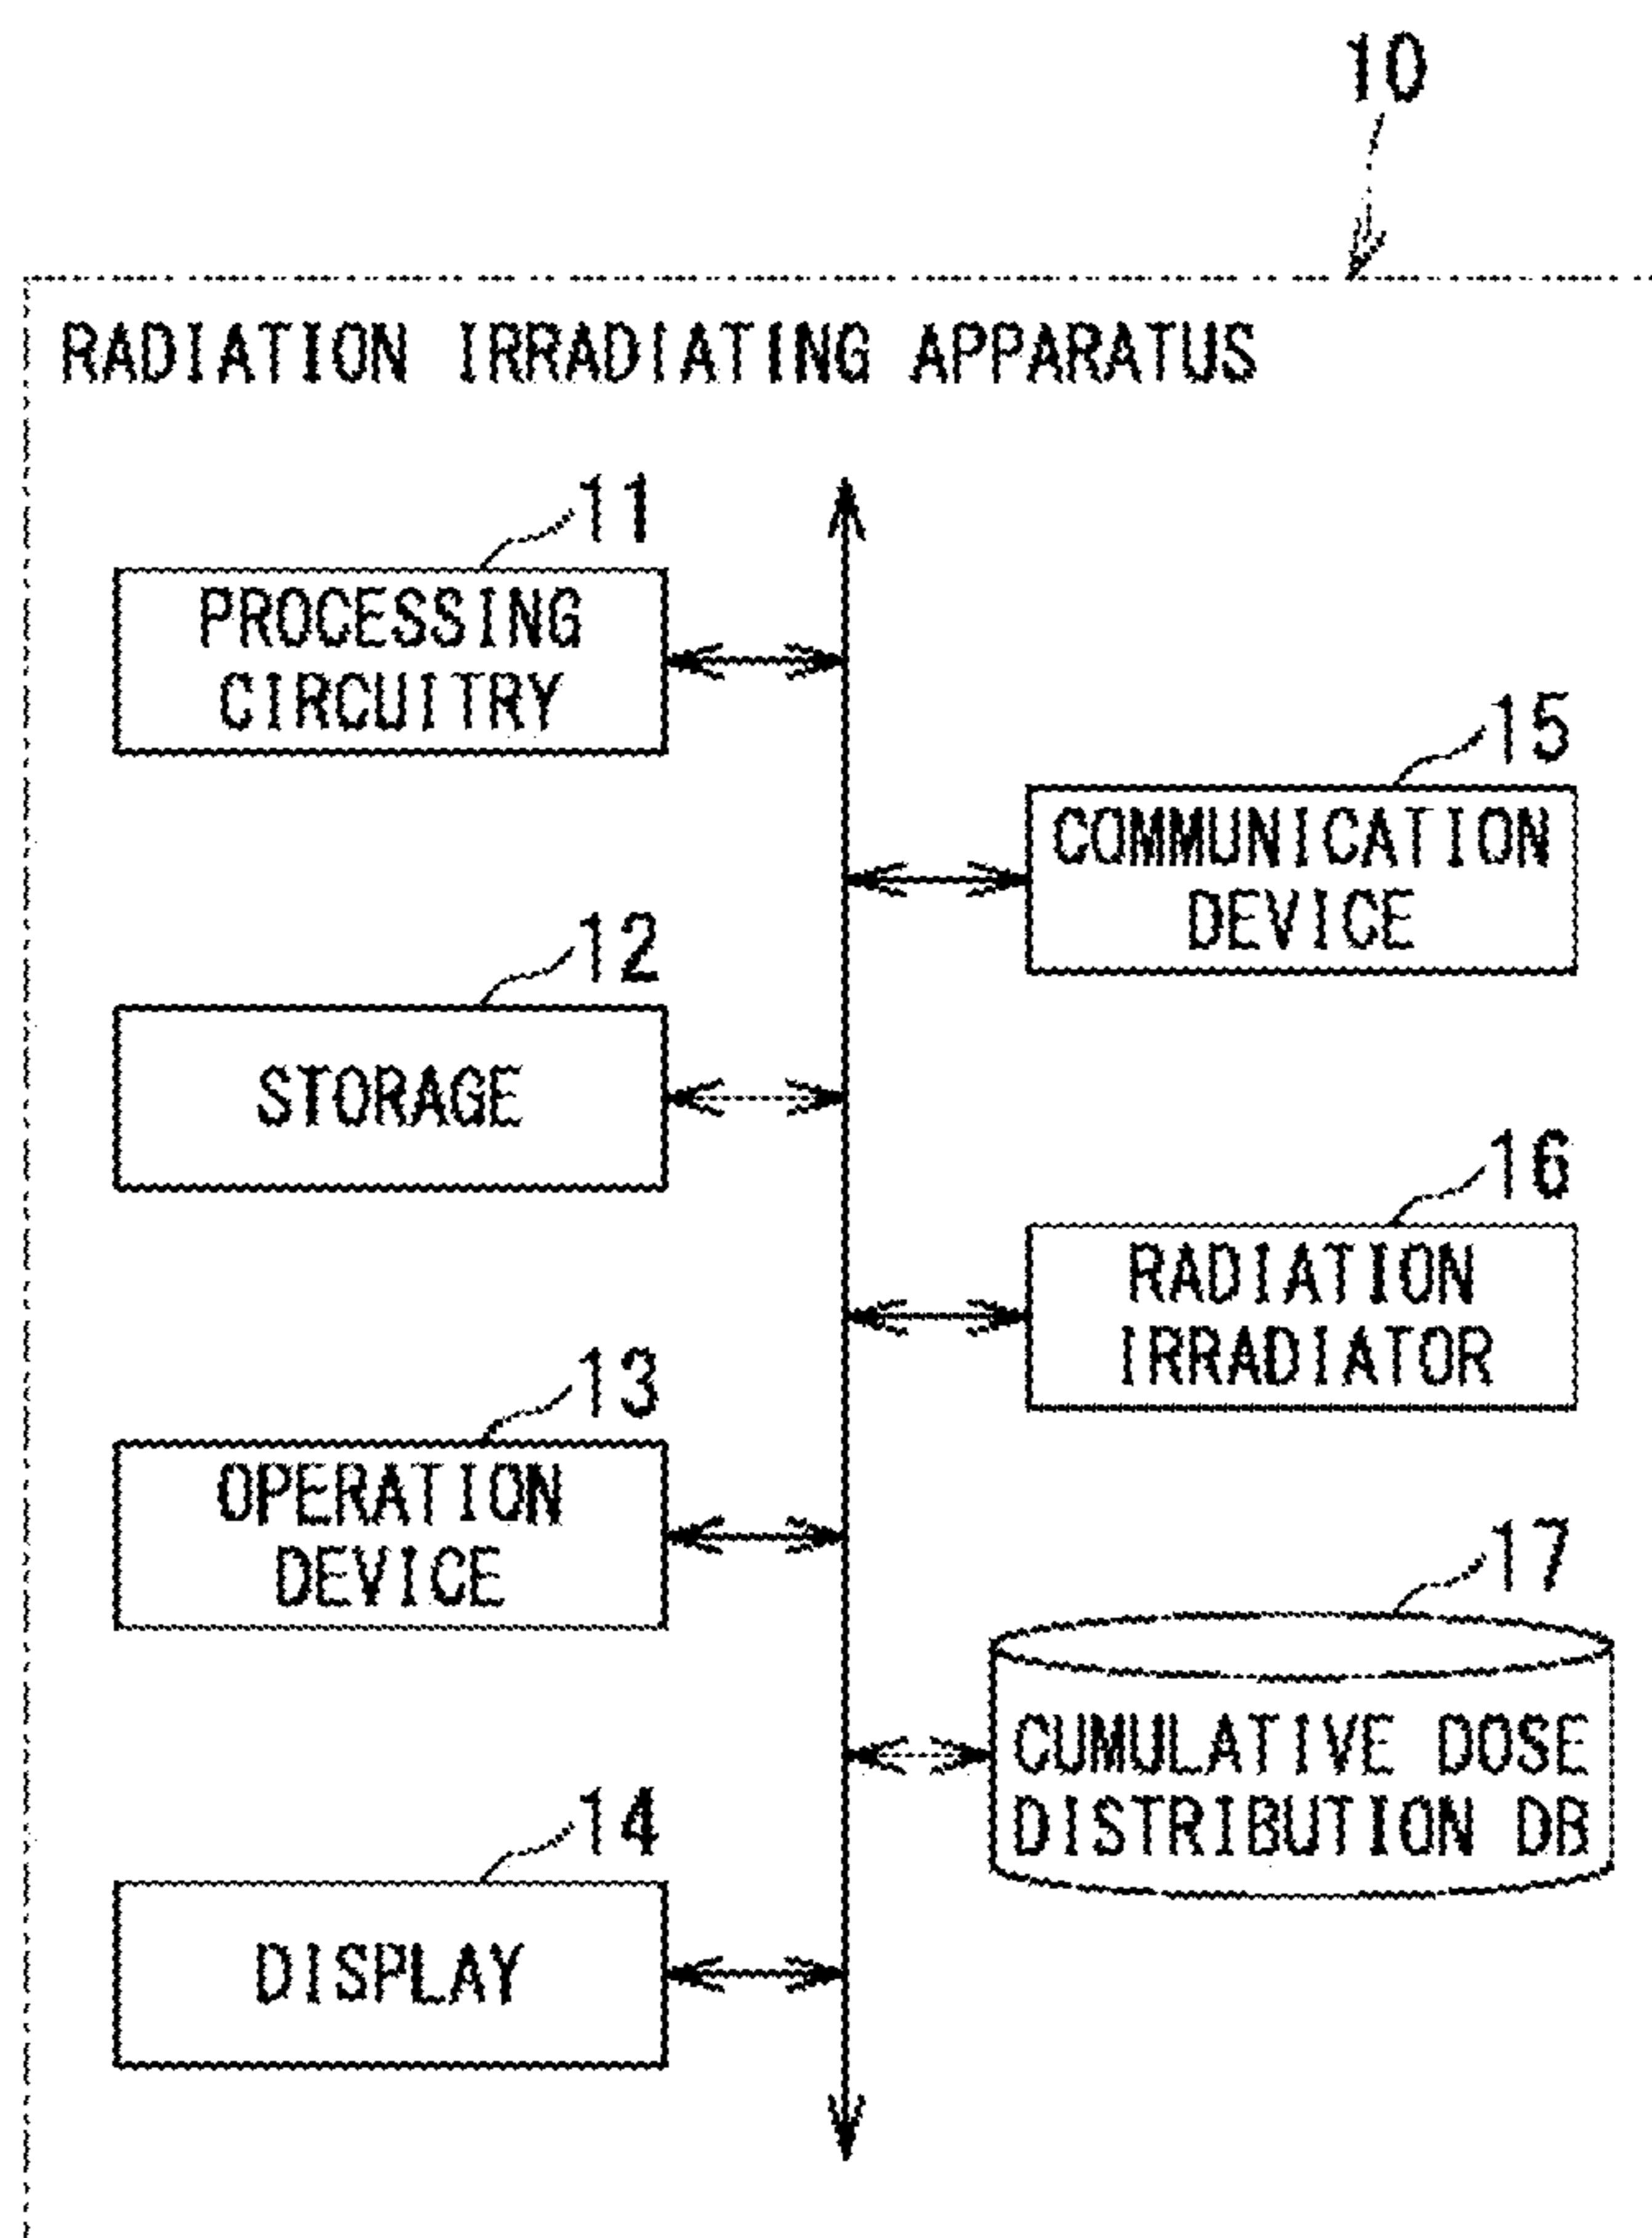 10
RADIATION IRRADIATING APPARATUS
11
PROCESSING
CIRCUITRY
15
COMMUNICATION
DEVICE
12
STORAGE
16
RADIATION
IRRADIATOR
13
OPERATION
DEVICE
17
CUMULATIVE DOSE
DISTRIBUTION DB
14
DISPLAY